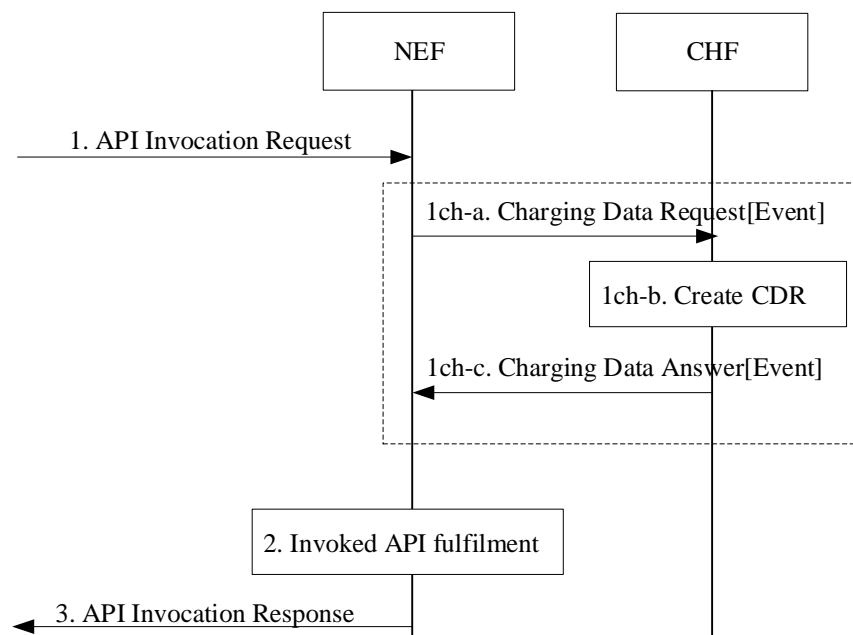 NEF
CHF
1. API Invocation Request
1ch-a. Charging Data Request[Event]
1ch-b. Create CDR
1ch-c. Charging Data Answer[Event]
2. Invoked API fulfilment
3. API Invocation Response